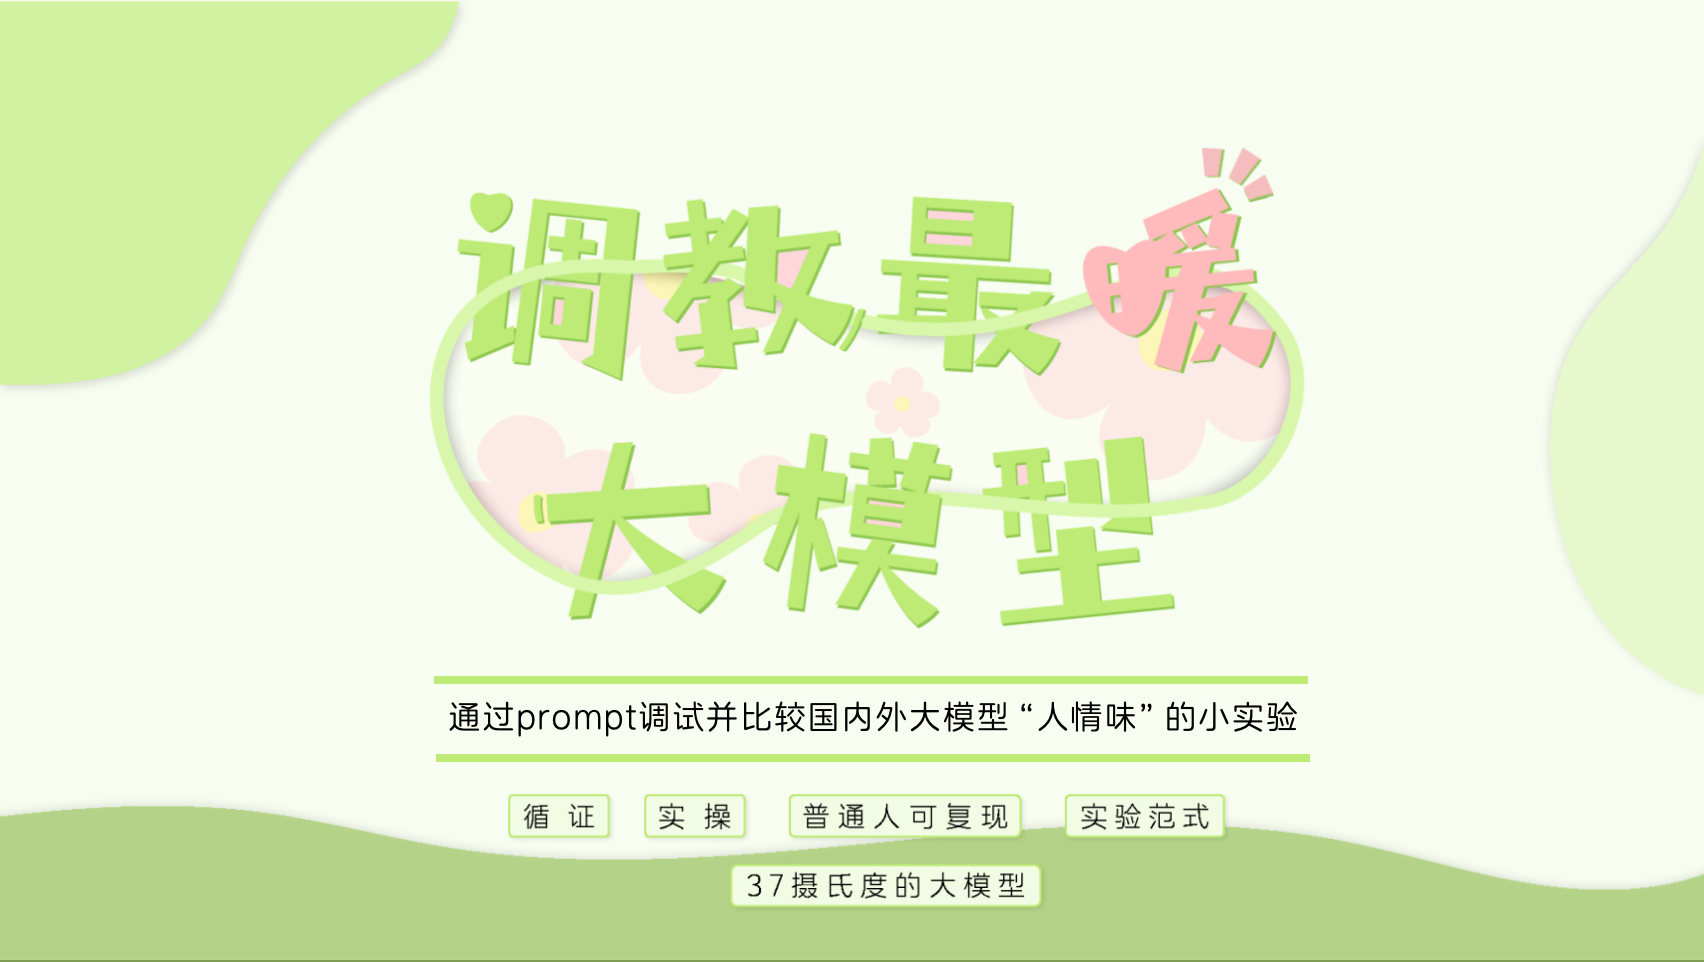 调教最暖
大模型
通过prompt调试并比较国内外大模型“人情味”的小实验
循 证 实 操 普通人可复现 实验范式
37摄氏度的大模型